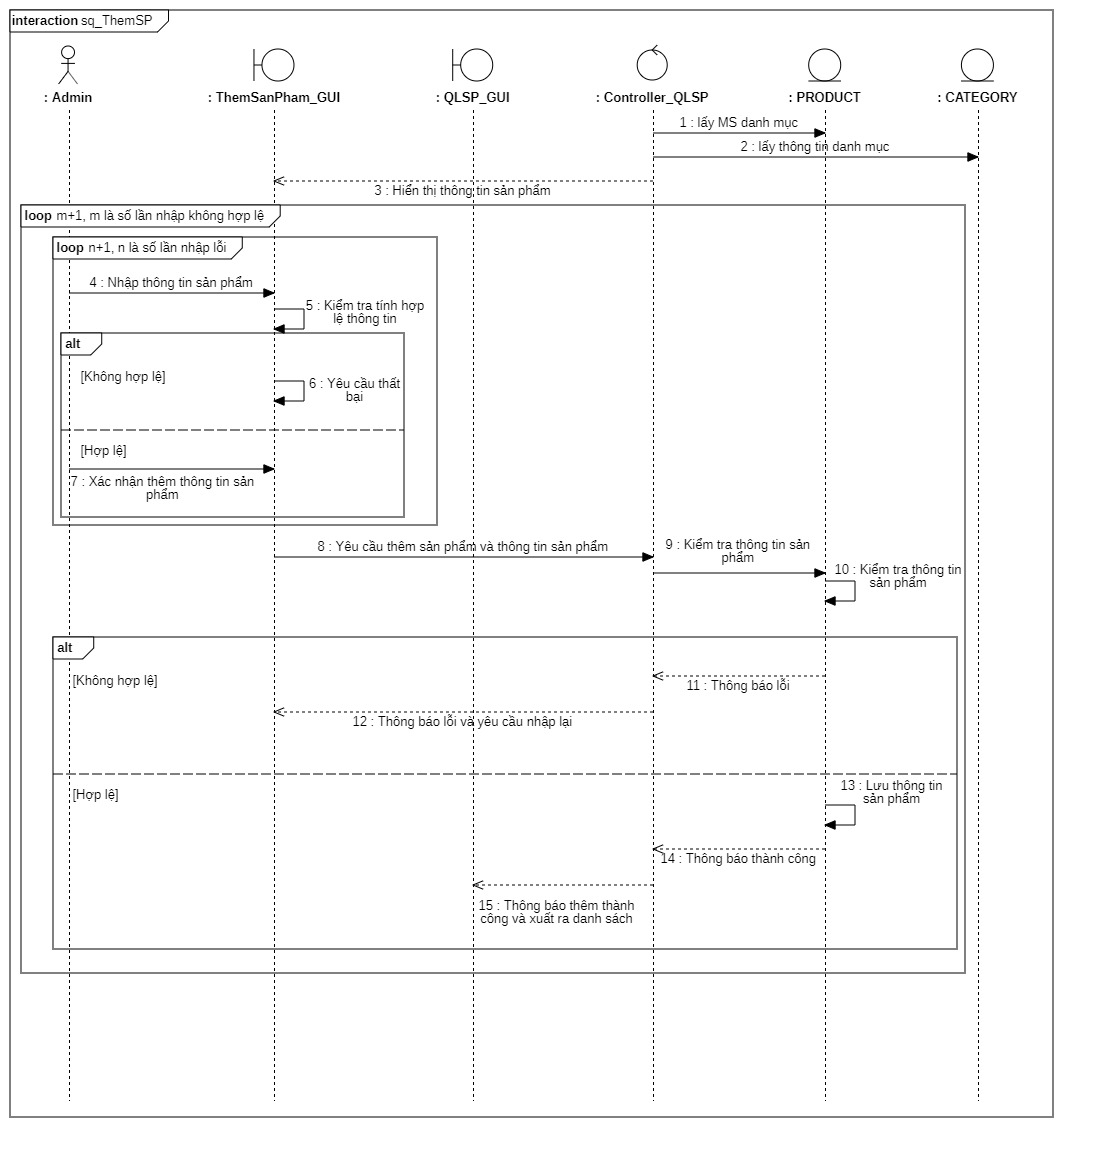 interaction sq_ThemSP
: Admin
: ThemSanPham_GUI
: QLSP_GUI
: Controller_QLSP
: PRODUCT
: CATEGORY
1 : lấy MS danh mục
2 : lấy thông tin danh mục
3 : Hiển thị thông tin sản phẩm
loop m+1, m là số lần nhập không hợp lệ
loop n+1, n là số lần nhập lỗi
4 : Nhập thông tin sản phẩm
5 : Kiểm tra tính hợp
lệ thông tin
alt
[Không hợp lệ]
6 : Yêu cầu thất
bại
[Hợp lệ]
7 : Xác nhận thêm thông tin sản
phẩm
8 : Yêu cầu thêm sản phẩm và thông tin sản phẩm
9 : Kiểm tra thông tin sản
phẩm
10 : Kiểm tra thông tin
sản phẩm
alt
[Không hợp lệ]
11 : Thông báo lỗi
12 : Thông báo lỗi và yêu cầu nhập lại
[Hợp lệ]
13 : Lưu thông tin
sản phẩm
14 : Thông báo thành công
15 : Thông báo thêm thành
công và xuất ra danh sách